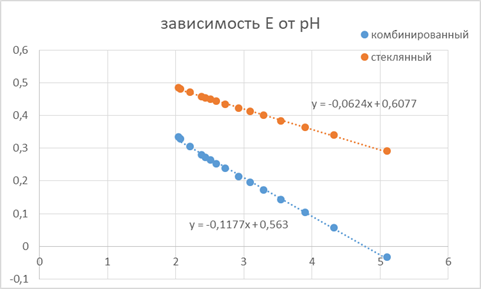 зависимость Е от рН
комбинированный
стеклянный
0,6
0,5
0,4
0,3
0,2
0,1
0
-0,1
y = -0,0624x + 0,6077
y = -0,1177x + 0,563
0 1 2 3 4 5 6